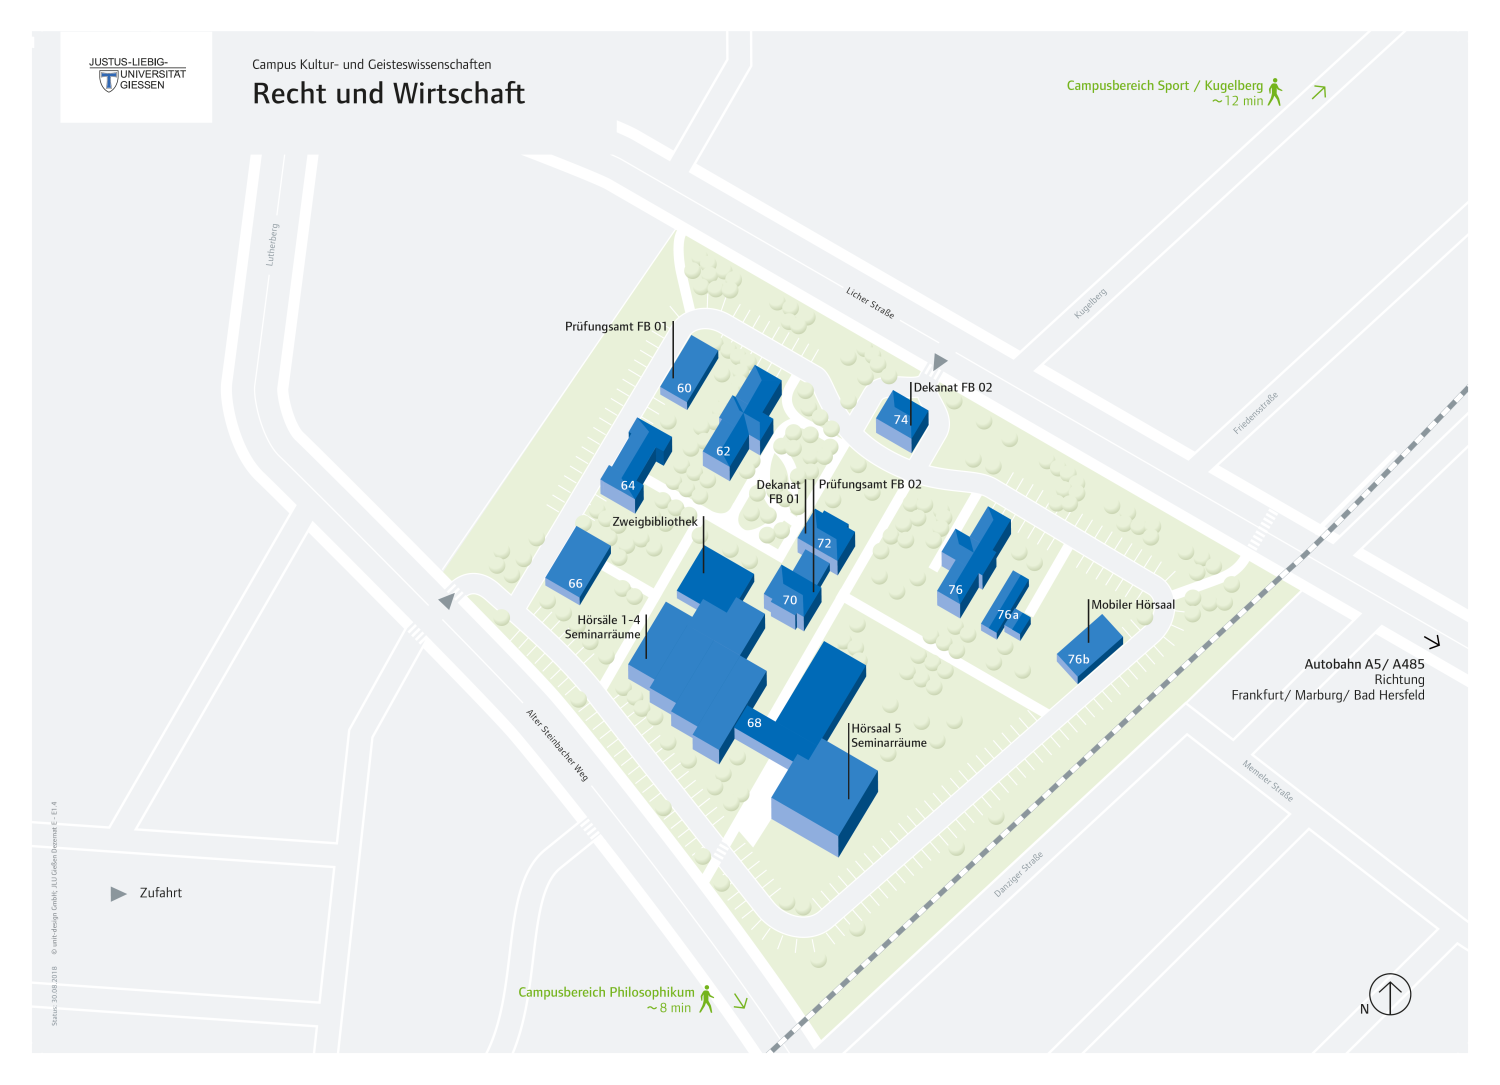 JUSTUS-LIEBIG-
UNIVERSITÄT
GIESSEN
Campus Kultur- und Geisteswissenschaften
Recht und Wirtschaft
Campusbereich Sport / Kugelberg
~12 min
Lutherberg
Licher Straße
Kugelberg
Friedensstraße
Prüfungsamt FB 01
60
Dekanat FB 02
74
62
64
Dekanat
FB 01
Prüfungsamt FB 02
Zweigbibliothek
72
66
70
76
76a
Mobiler Hörsaal
76b
Hörsäle 1-4
Seminarräume
68
Hörsaal 5
Seminarräume
Autobahn A5/ A485
Richtung
Frankfurt/ Marburg/ Bad Hersfeld
Alter Steinbacher Weg
Memeler Straße
Danziger Straße
Zufahrt
Campusbereich Philosophikum
~8 min
N
Status: 30.08.2018 © unit-design GmbH; JLU Gießen Dezernat E - E1.4